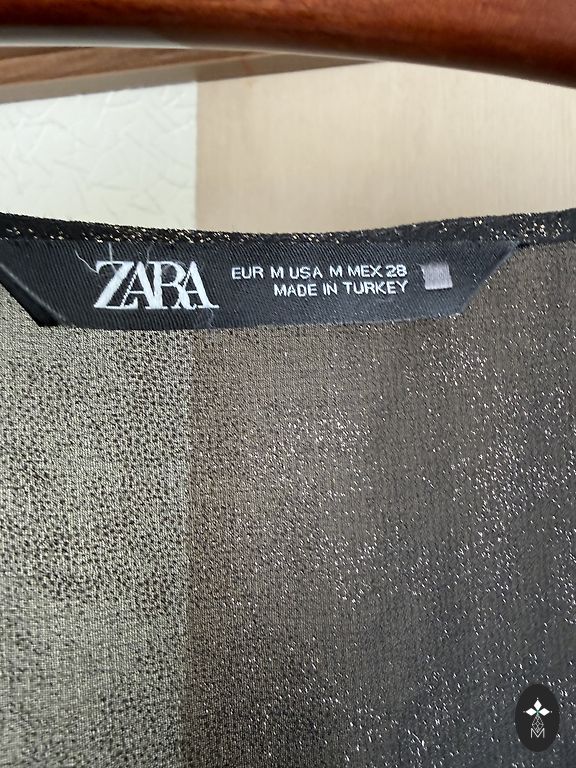 ZARA
EUR M USA M MEX 28
MADE IN TURKEY
M